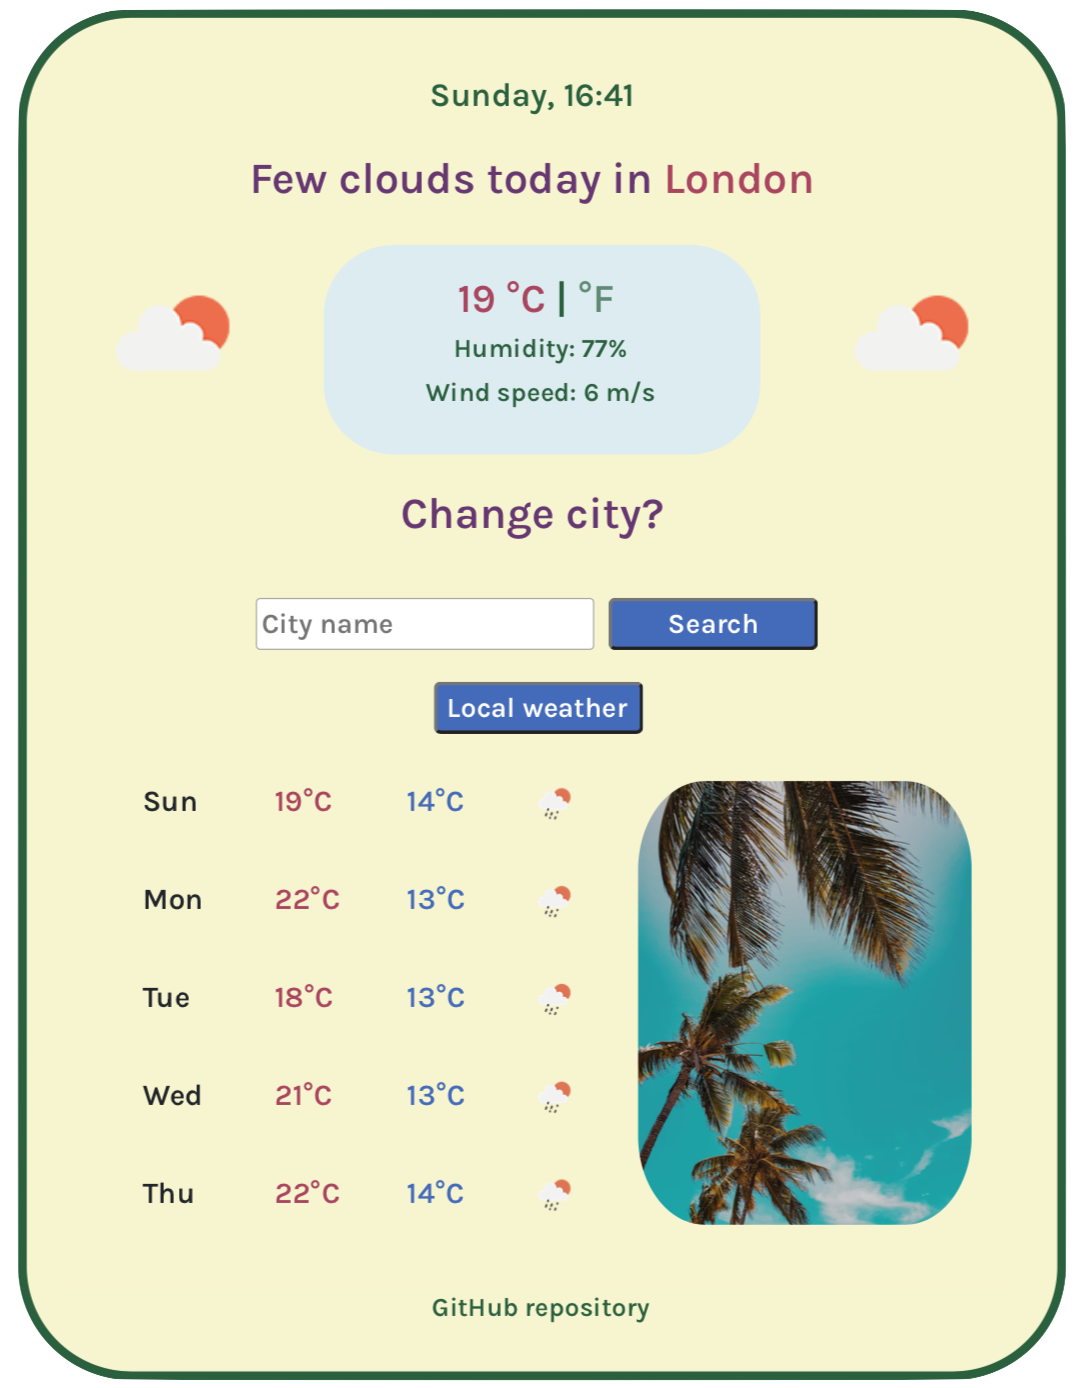 Sunday, 16:41
Few clouds today in London
19 °C | °F
Humidity: 77%
Wind speed: 6 m/s
Change city?
City name Search
Local weather
Sun 19°C 14°C
Mon 22°C 13°C
Tue 18°C 13°C
Wed 21°C 13°C
Thu 22°C 14°C
GitHub repository